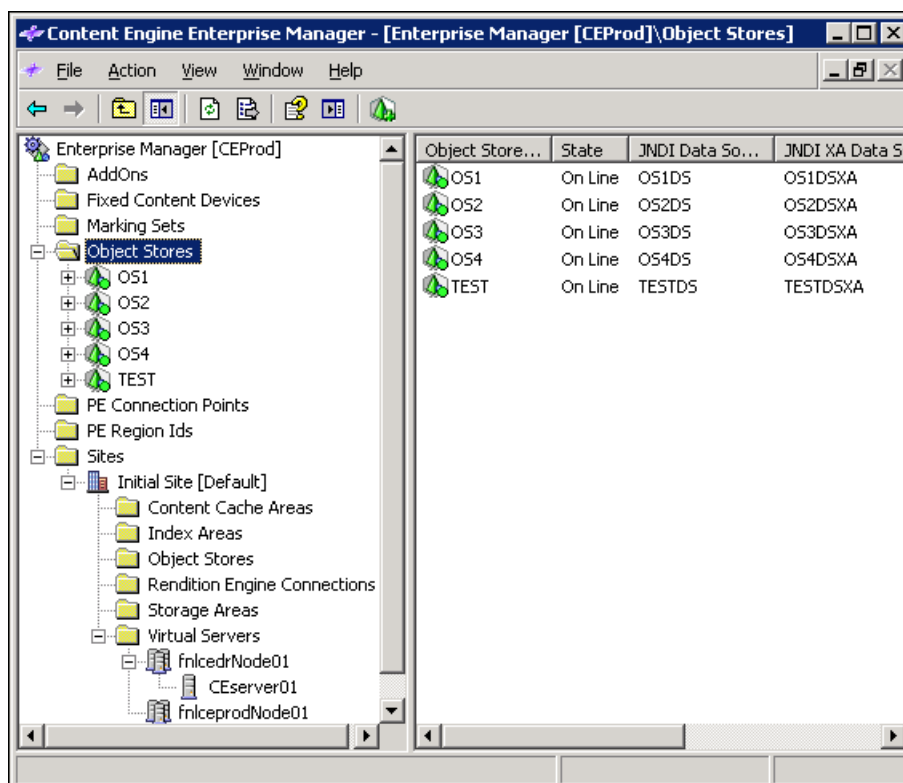 Content Engine Enterprise Manager - [Enterprise Manager [CEProd]\Object Stores]
File Action View Window Help
Enterprise Manager [CEProd]
AddOns
Fixed Content Devices
Marking Sets
Object Stores
OS1
OS2
OS3
OS4
TEST
PE Connection Points
PE Region Ids
Sites
Initial Site [Default]
Content Cache Areas
Index Areas
Object Stores
Rendition Engine Connections
Storage Areas
Virtual Servers
fnlcedrNode01
CEserver01
fnlceprodNode01
Object Store... State JNDI Data So... JNDI XA Data S
OS1 On Line OS1DS OS1DSXA
OS2 On Line OS2DS OS2DSXA
OS3 On Line OS3DS OS3DSXA
OS4 On Line OS4DS OS4DSXA
TEST On Line TESTDS TESTDSXA